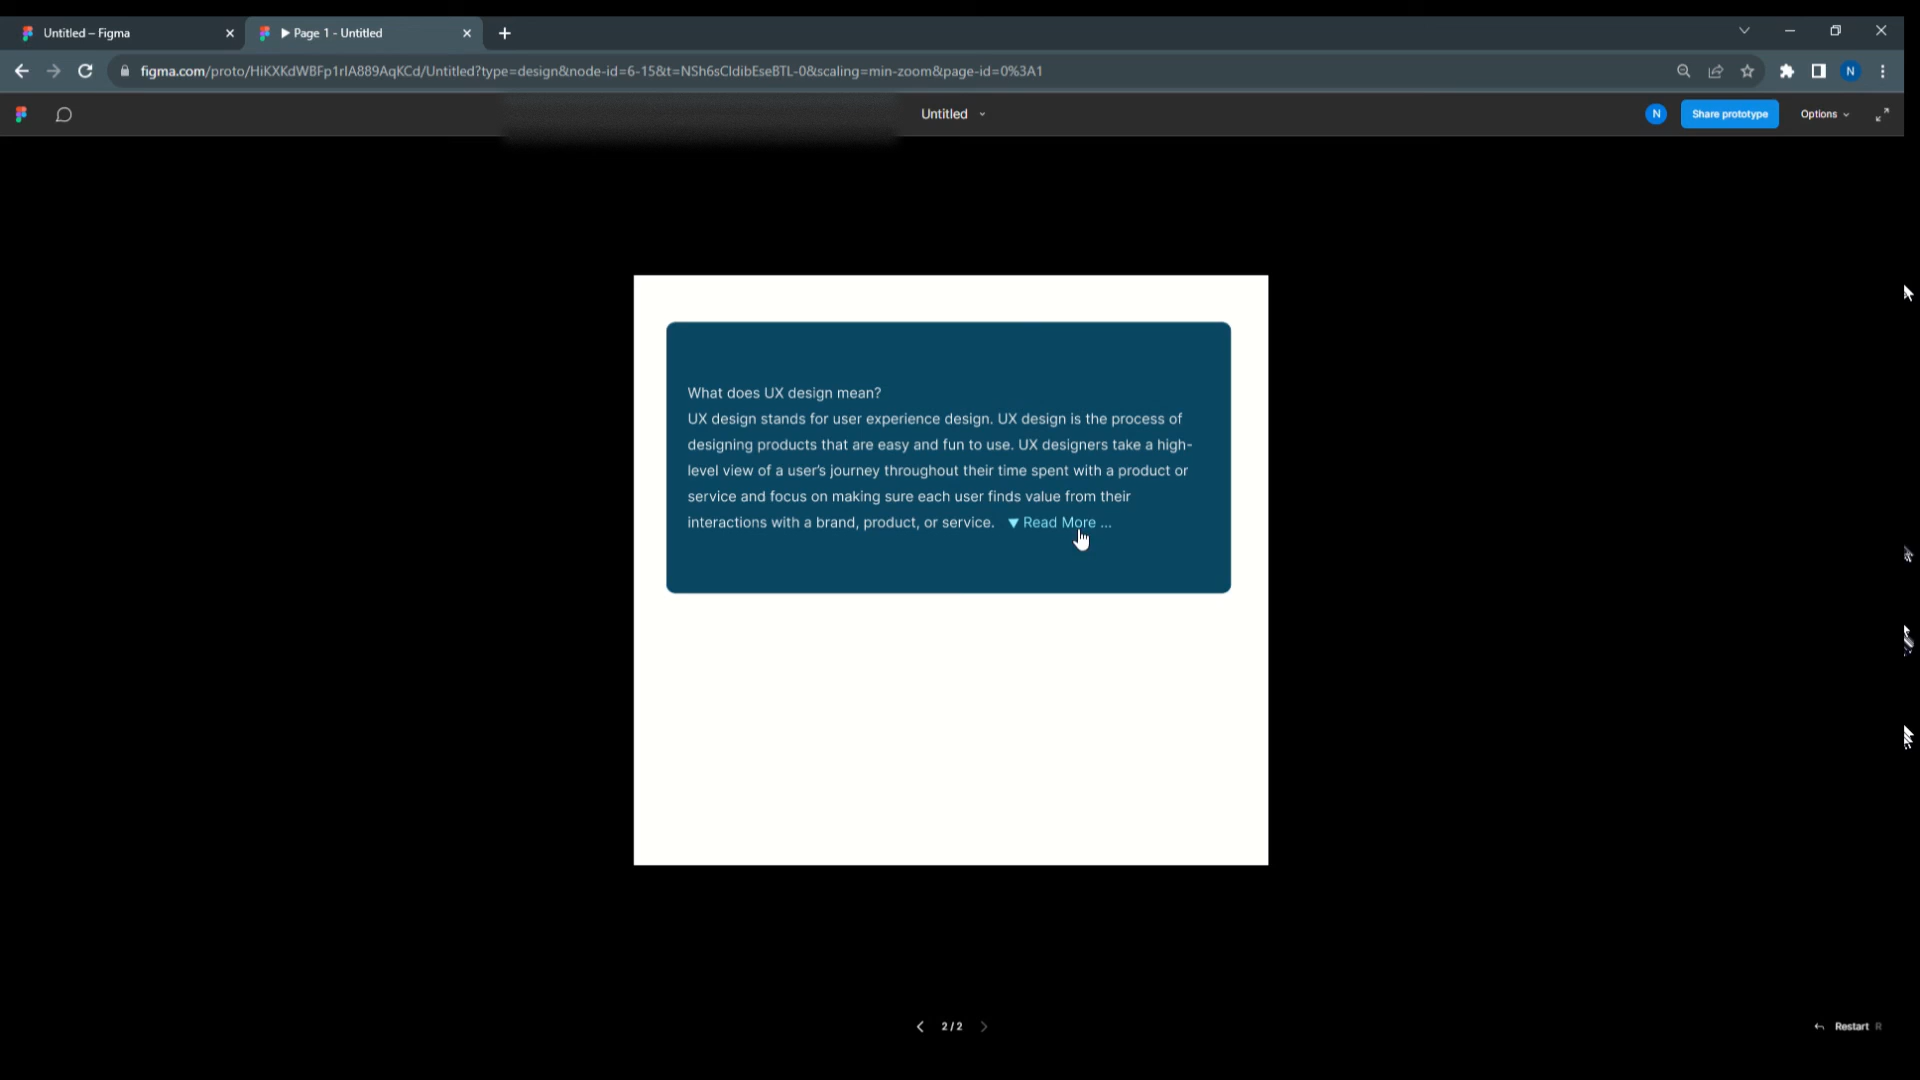 Untitled – Figma
Page 1 - Untitled
figma.com/proto/HiKXKdWBFp1rIA889AqKCd/Untitled?type=design&node-id=6-15&t=NSh6sCldibEseBTL-0&scaling=min-zoom&page-id=0%3A1
N
Untitled
N
Share prototype
Options
What does UX design mean?
UX design stands for user experience design. UX design is the process of
designing products that are easy and fun to use. UX designers take a high-
level view of a user's journey throughout their time spent with a product or
service and focus on making sure each user finds value from their
interactions with a brand, product, or service. ▼ Read More ...
2 / 2
Restart R